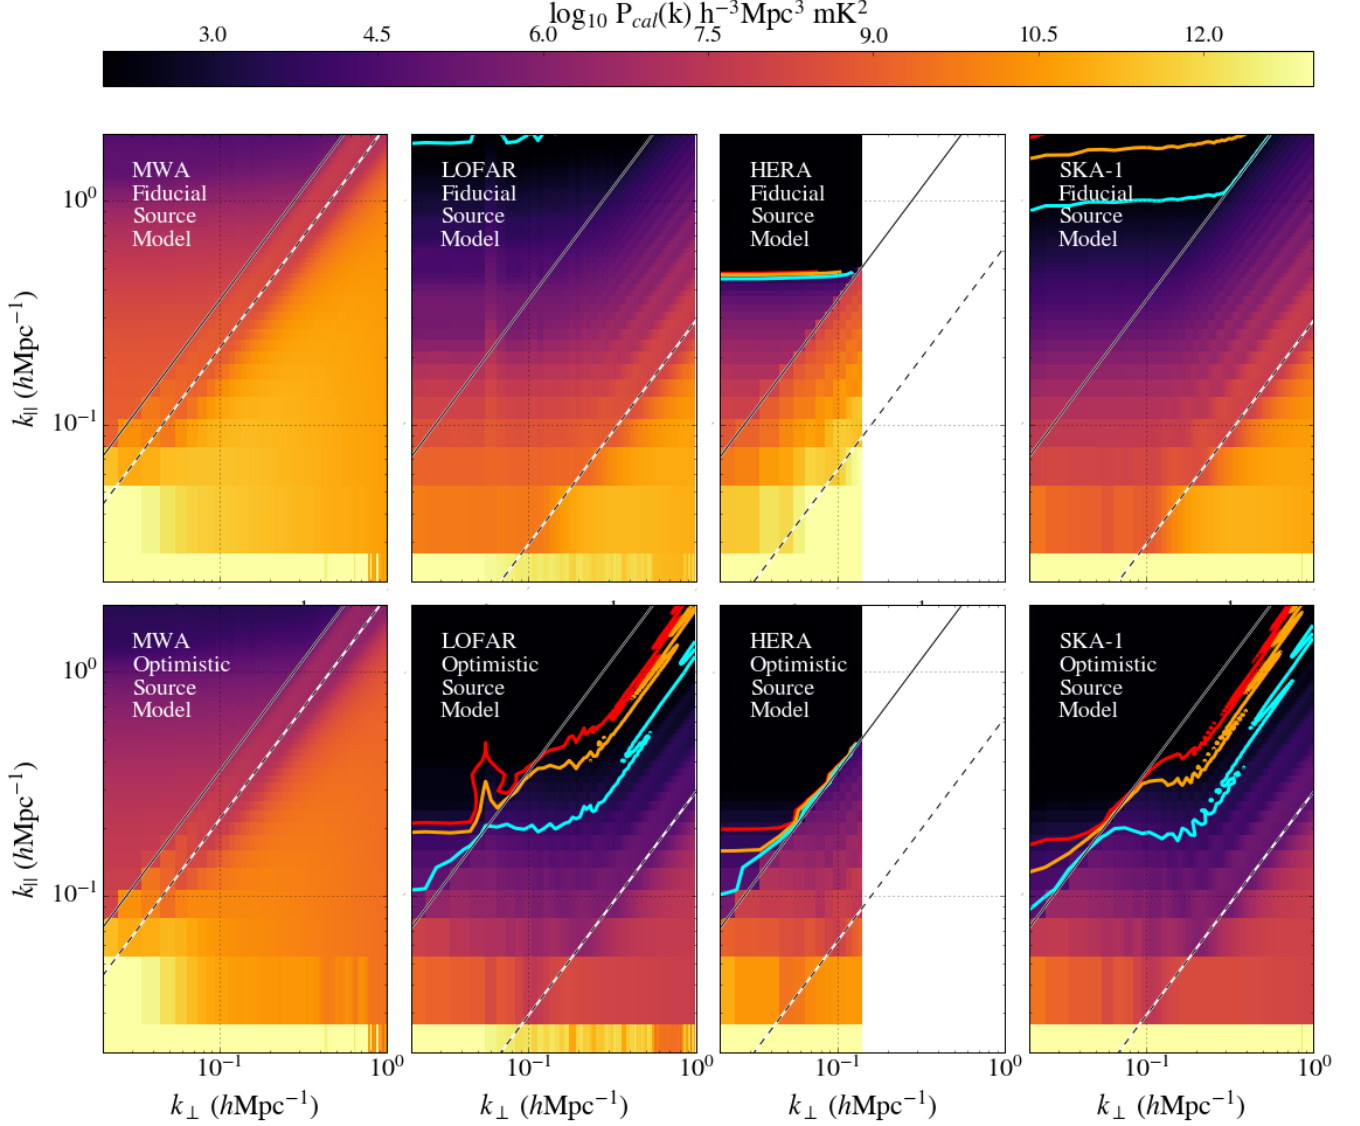 log₁₀ P_cal(k) h⁻³Mpc³ mK²
3.0 4.5 6.0 7.5 9.0 10.5 12.0
MWA
Fiducial
Source
Model
LOFAR
Fiducial
Source
Model
HERA
Fiducial
Source
Model
SKA-1
Fiducial
Source
Model
10⁰
10⁻¹
k∥ (hMpc⁻¹)
MWA
Optimistic
Source
Model
LOFAR
Optimistic
Source
Model
HERA
Optimistic
Source
Model
SKA-1
Optimistic
Source
Model
10⁰
10⁻¹
k∥ (hMpc⁻¹)
10⁻¹ 10⁰ 10⁻¹ 10⁰ 10⁻¹ 10⁰ 10⁻¹ 10⁰
k⊥ (hMpc⁻¹) k⊥ (hMpc⁻¹) k⊥ (hMpc⁻¹) k⊥ (hMpc⁻¹)